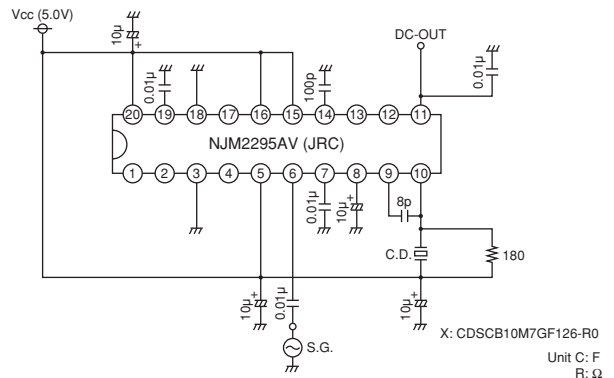 Vcc (5.0V)
10µ
+
DC-OUT
0.01µ
100p
0.01µ
20 19 18 17 16 15 14 13 12 11
NJM2295AV (JRC)
1 2 3 4 5 6 7 8 9 10
0.01µ
10µ
+
8p
C.D.
180
10µ
+
0.01µ
10µ
+
S.G.
X: CDSCB10M7GF126-R0
Unit C: F
R: Ω